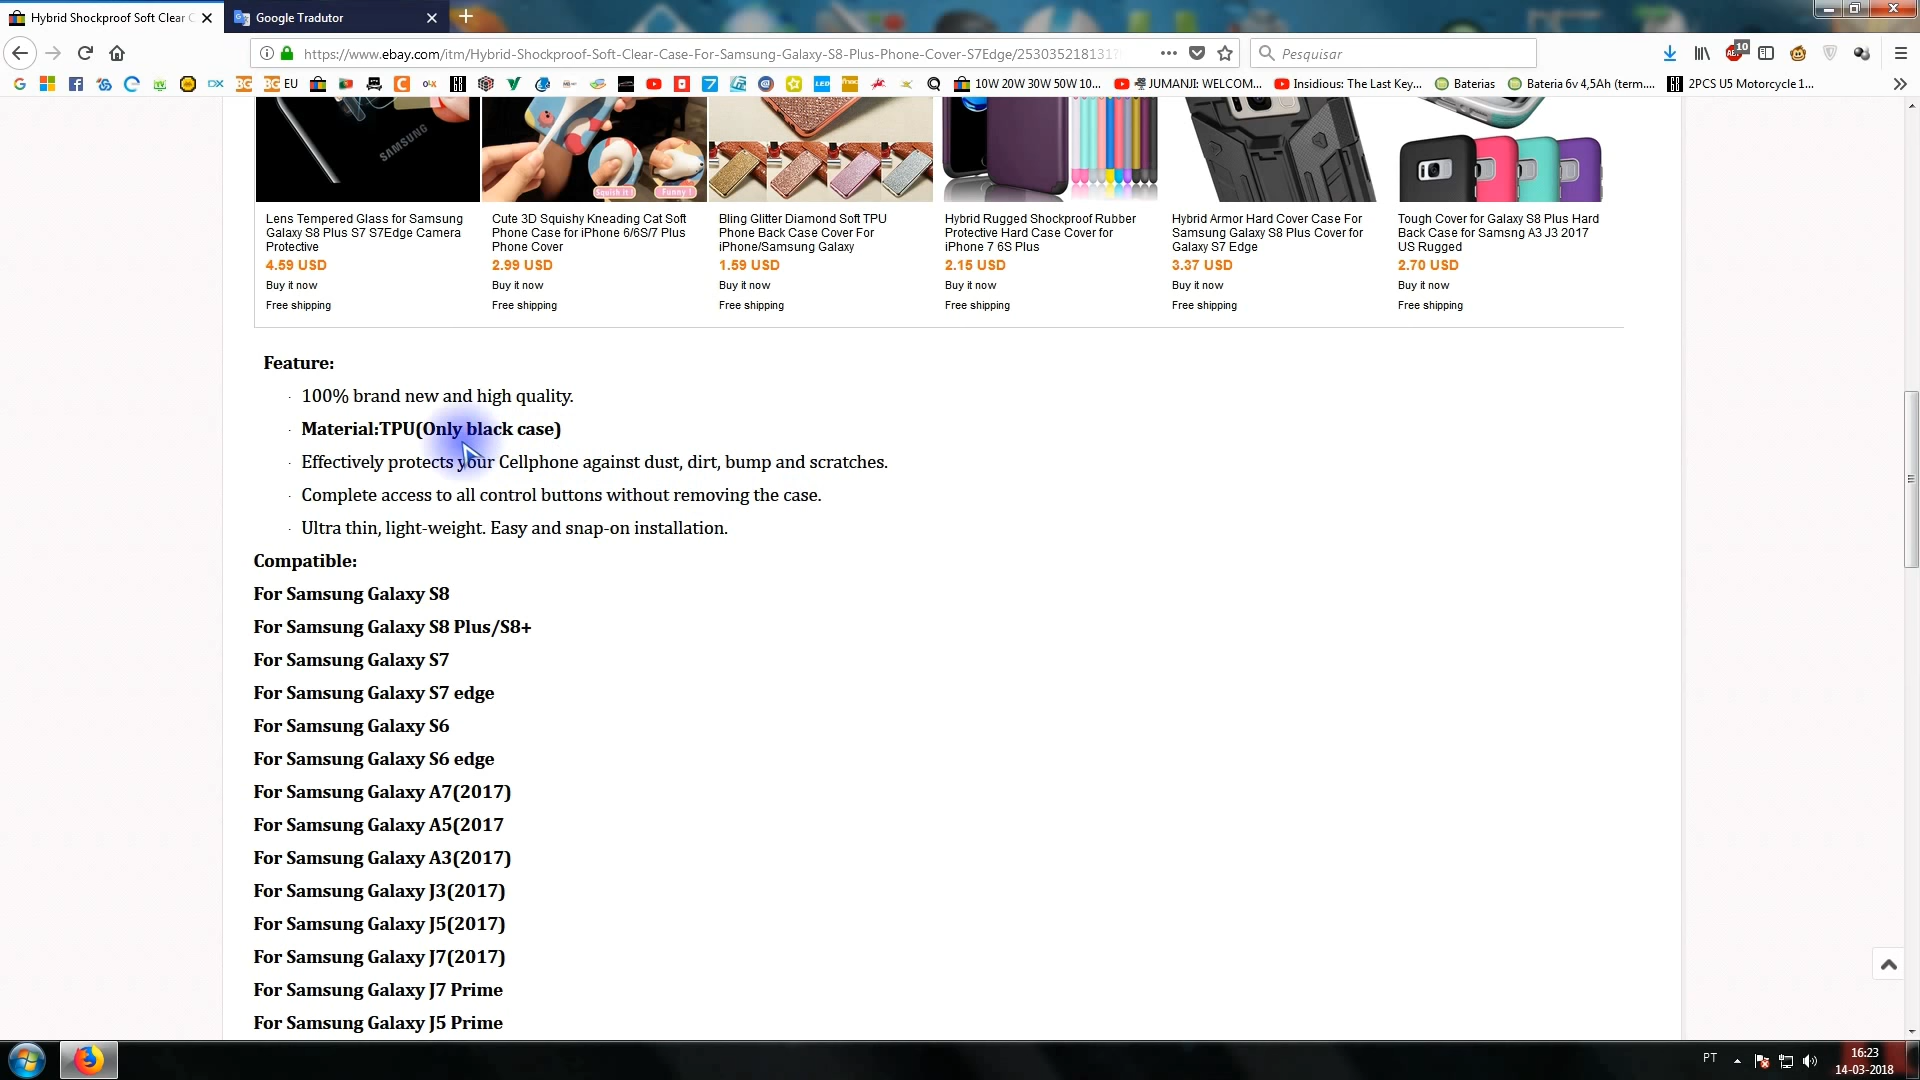 Hybrid Shockproof Soft Clear C
Google Tradutor
https://www.ebay.com/itm/Hybrid-Shockproof-Soft-Clear-Case-For-Samsung-Galaxy-S8-Plus-Phone-Cover-S7Edge/253035218131?
Pesquisar
10
EU
10W 20W 30W 50W 10...
JUMANJI: WELCOM...
Insidious: The Last Key...
Baterias
Bateria 6v 4,5Ah (term....
2PCS U5 Motorcycle 1...
SAMSUNG
Squish it !
Funny !
Lens Tempered Glass for Samsung
Galaxy S8 Plus S7 S7Edge Camera
Protective
4.59 USD
Buy it now
Free shipping
Cute 3D Squishy Kneading Cat Soft
Phone Case for iPhone 6/6S/7 Plus
Phone Cover
2.99 USD
Buy it now
Free shipping
Bling Glitter Diamond Soft TPU
Phone Back Case Cover For
iPhone/Samsung Galaxy
1.59 USD
Buy it now
Free shipping
Hybrid Rugged Shockproof Rubber
Protective Hard Case Cover for
iPhone 7 6S Plus
2.15 USD
Buy it now
Free shipping
Hybrid Armor Hard Cover Case For
Samsung Galaxy S8 Plus Cover for
Galaxy S7 Edge
3.37 USD
Buy it now
Free shipping
Tough Cover for Galaxy S8 Plus Hard
Back Case for Samsng A3 J3 2017
US Rugged
2.70 USD
Buy it now
Free shipping
Feature:
· 100% brand new and high quality.
· Material:TPU(Only black case)
· Effectively protects your Cellphone against dust, dirt, bump and scratches.
· Complete access to all control buttons without removing the case.
· Ultra thin, light-weight. Easy and snap-on installation.
Compatible:
For Samsung Galaxy S8
For Samsung Galaxy S8 Plus/S8+
For Samsung Galaxy S7
For Samsung Galaxy S7 edge
For Samsung Galaxy S6
For Samsung Galaxy S6 edge
For Samsung Galaxy A7(2017)
For Samsung Galaxy A5(2017
For Samsung Galaxy A3(2017)
For Samsung Galaxy J3(2017)
For Samsung Galaxy J5(2017)
For Samsung Galaxy J7(2017)
For Samsung Galaxy J7 Prime
For Samsung Galaxy J5 Prime
PT
16:23
14-03-2018